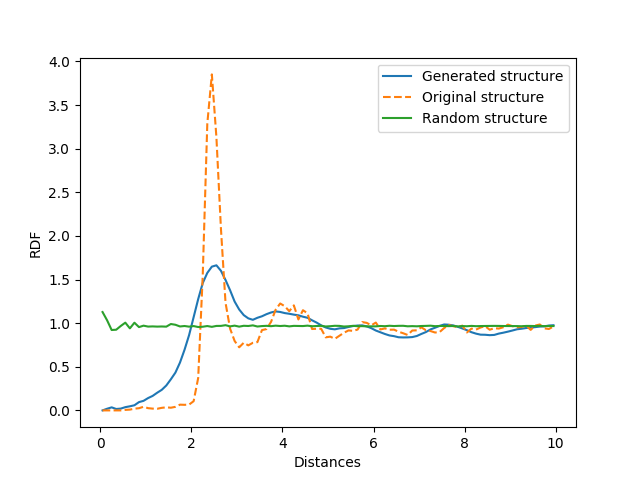 Generated structure
Original structure
Random structure
4.0
3.5
3.0
2.5
2.0
1.5
1.0
0.5
0.0
RDF
0 2 4 6 8 10
Distances